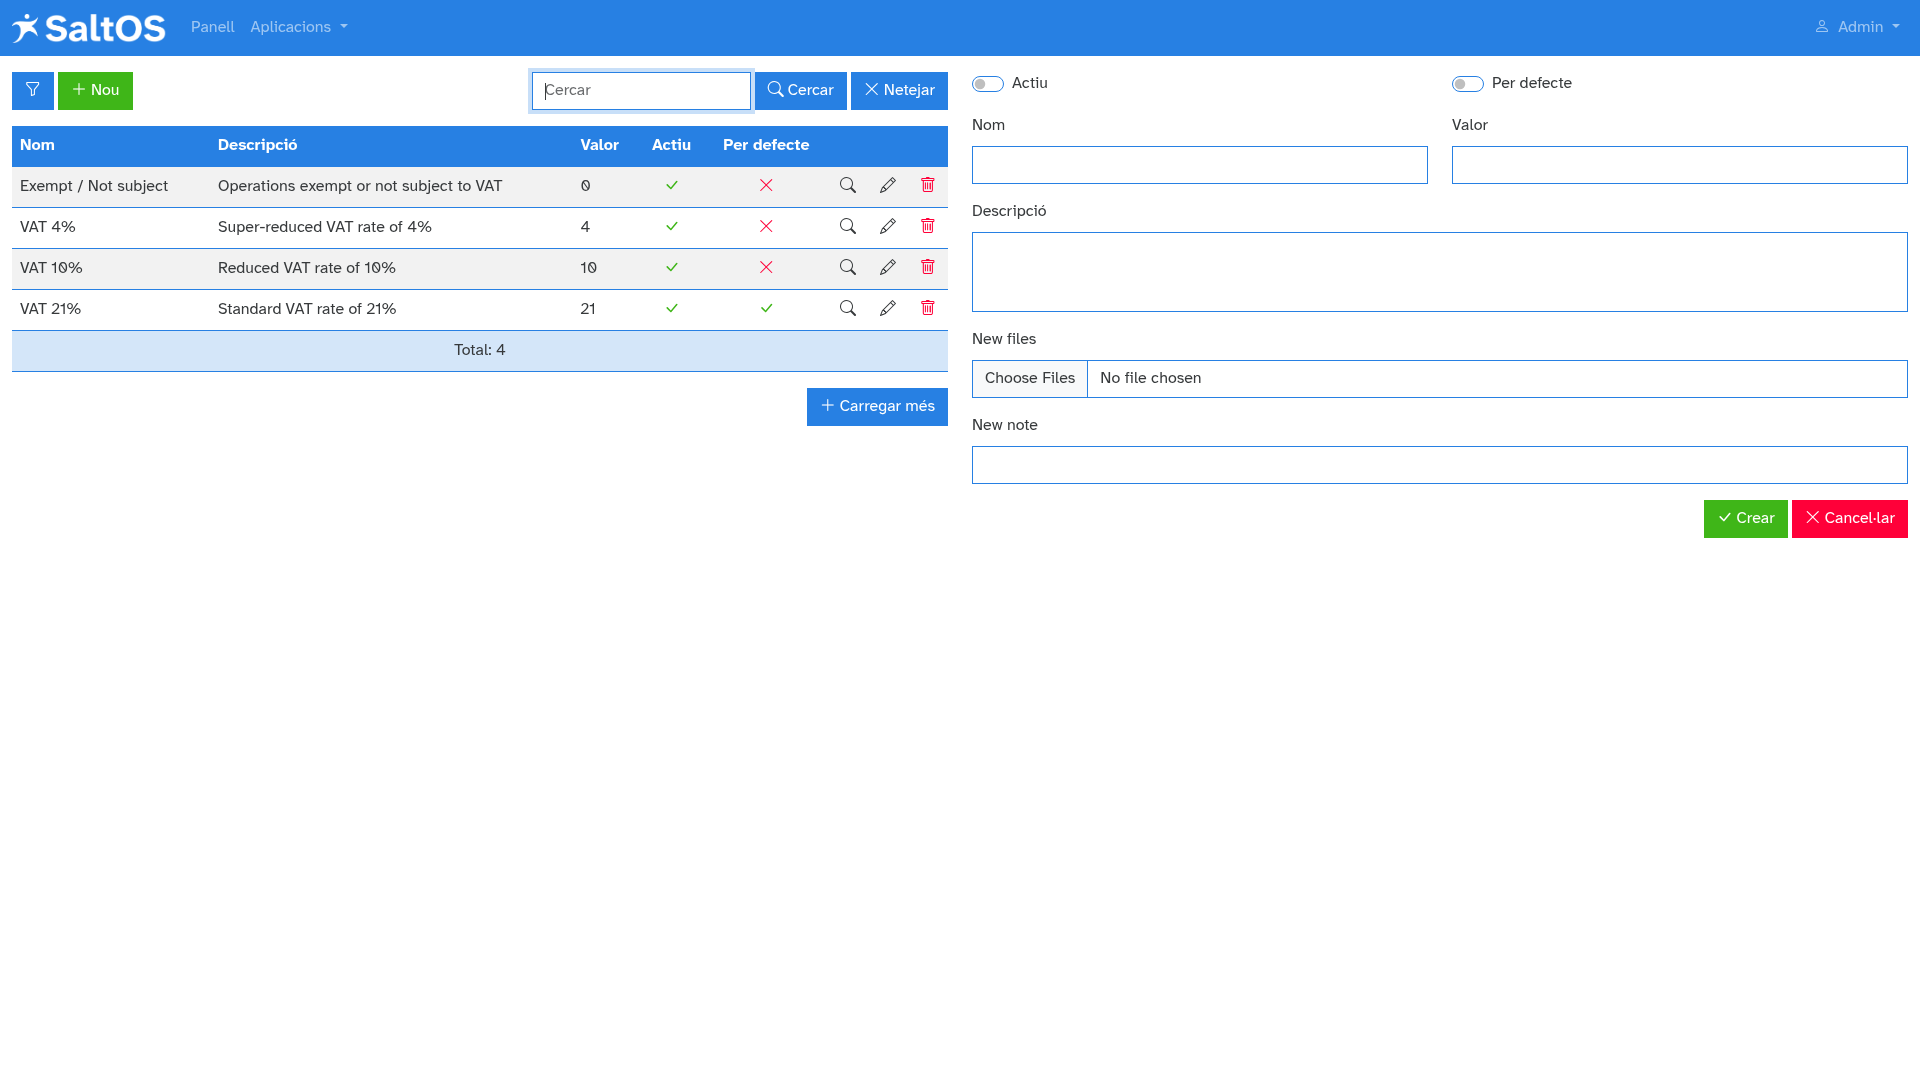 SaltOS Panell Aplicacions Admin
Nou Cercar Cercar Netejar
Nom Descripció Valor Actiu Per defecte
Exempt / Not subject Operations exempt or not subject to VAT 0
VAT 4% Super-reduced VAT rate of 4% 4
VAT 10% Reduced VAT rate of 10% 10
VAT 21% Standard VAT rate of 21% 21
Total: 4
Carregar més
Actiu Per defecte
Nom Valor
Descripció
New files
Choose Files No file chosen
New note
Crear Cancel·lar